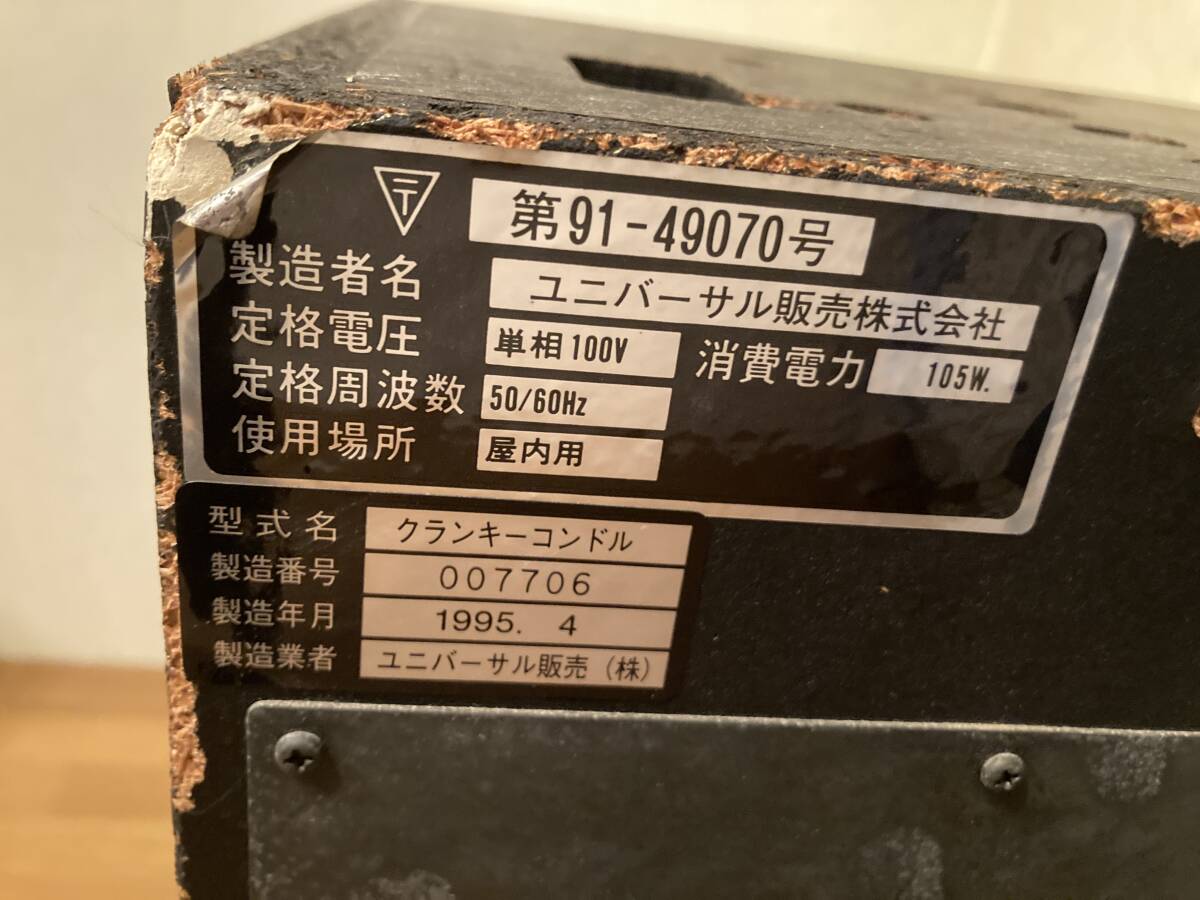 〒 第91-49070号
製造者名 ユニバーサル販売株式会社
定格電圧 単相100V 消費電力 105W.
定格周波数 50/60Hz
使用場所 屋内用
型式名 クランキーコンドル
製造番号 007706
製造年月 1995. 4
製造業者 ユニバーサル販売(株)